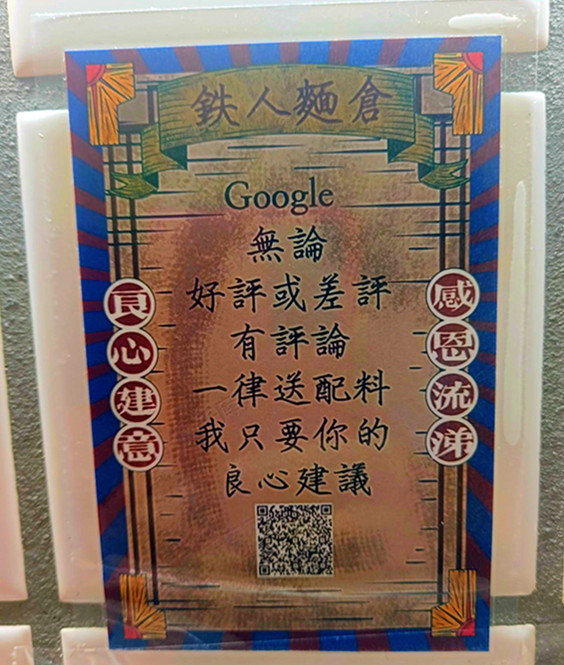 鉄人麵倉
Google
無論
好評或差評
有評論
一律送配料
我只要你的
良心建議
良心建意
感恩流涕